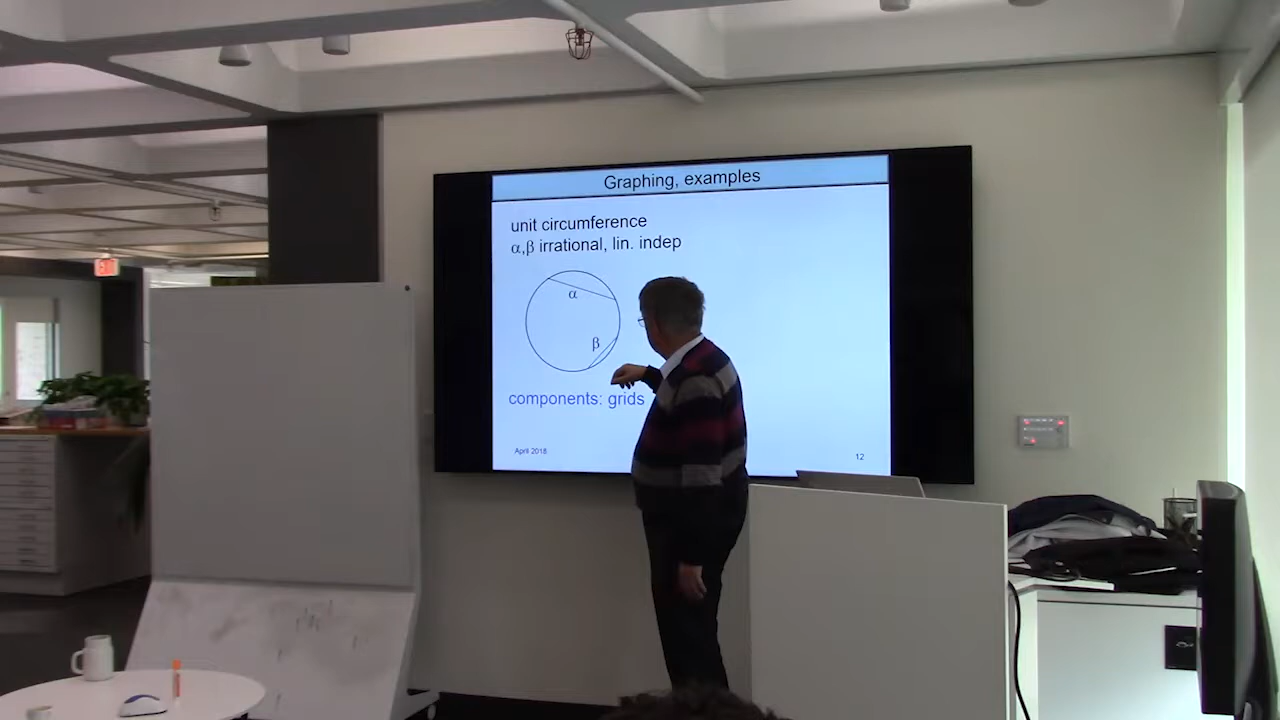 Graphing, examples
unit circumference
α,β irrational, lin. indep
α
β
components: grids
April 2018
12